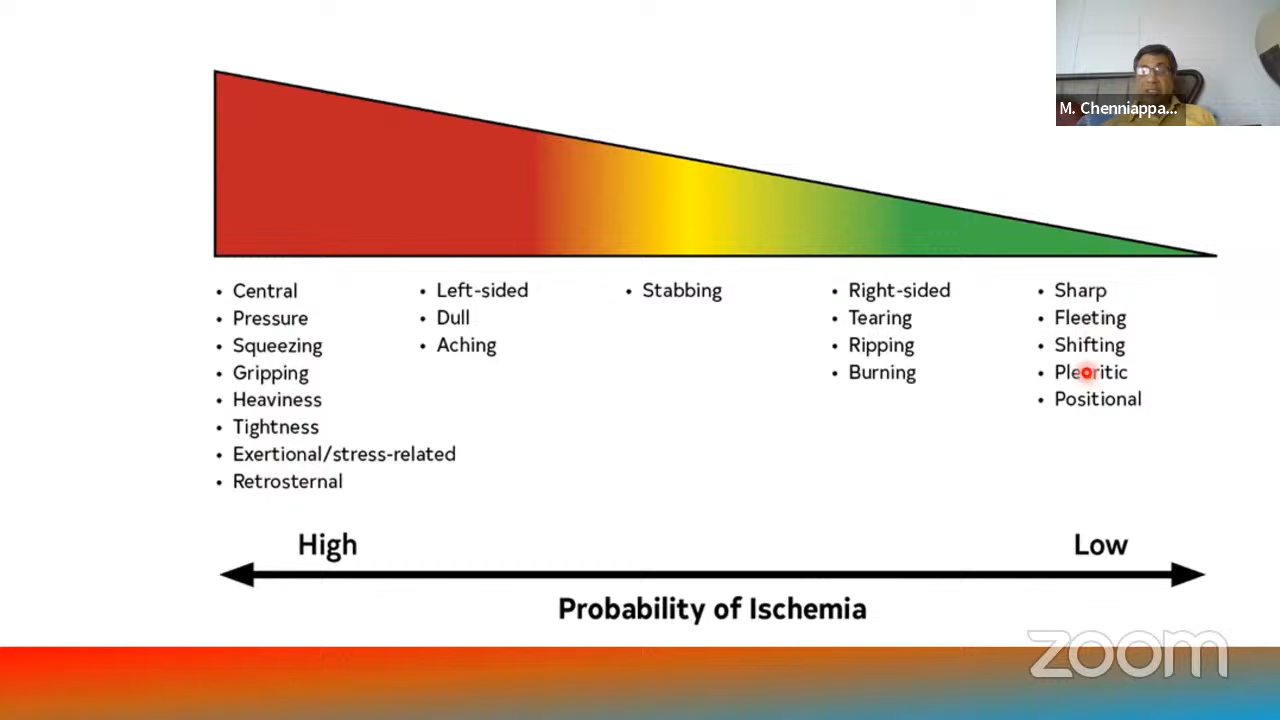 M. Chenniappa...
• Central
• Pressure
• Squeezing
• Gripping
• Heaviness
• Tightness
• Exertional/stress-related
• Retrosternal
• Left-sided
• Dull
• Aching
• Stabbing
• Right-sided
• Tearing
• Ripping
• Burning
• Sharp
• Fleeting
• Shifting
• Pleuritic
• Positional
High
Low
Probability of Ischemia
zoom